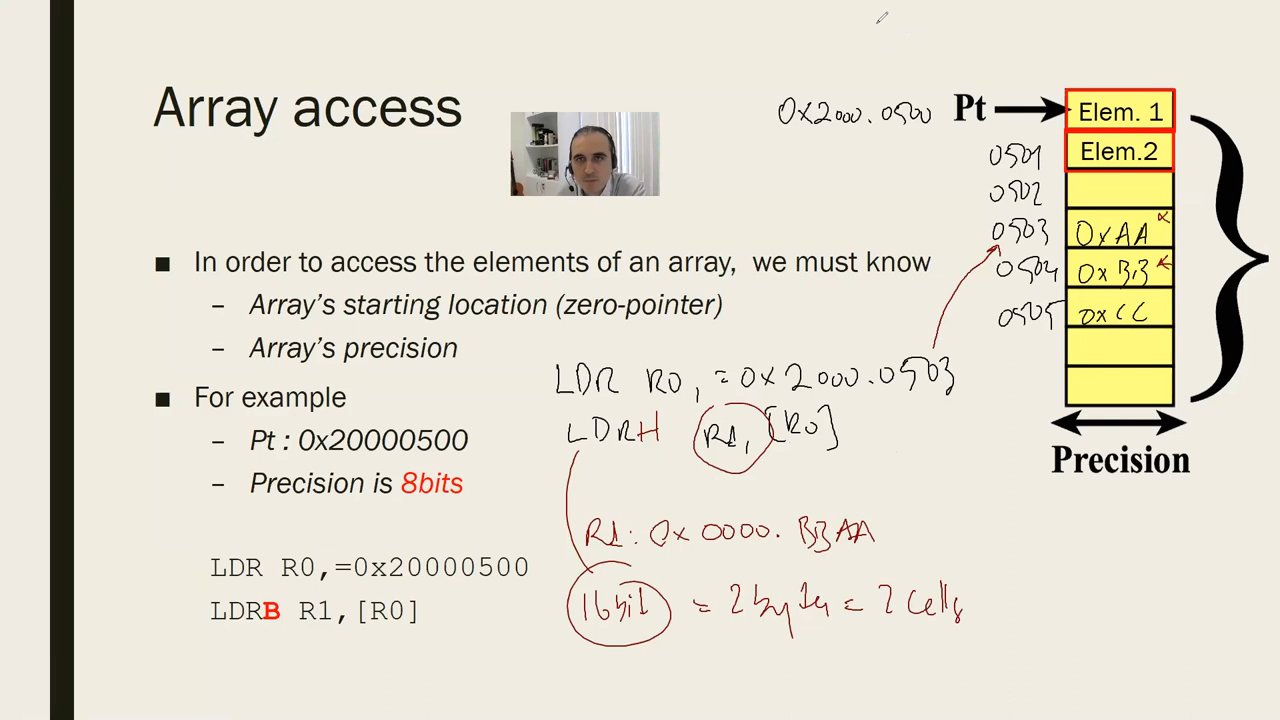 Array access
0x2000.0500 Pt Elem. 1
0501 Elem.2
0502
0503 0xAA
0504 0xBB
0505 0xCC
Precision
■ In order to access the elements of an array, we must know
– Array's starting location (zero-pointer)
– Array's precision
■ For example
– Pt : 0x20000500
– Precision is 8bits
LDR R0,=0x20000500
LDRB R1,[R0]
LDR R0, =0x2000.0503
LDRH R1, [R0]
R1: 0x0000.BBAA
16bit = 2 bytes = 2 cells